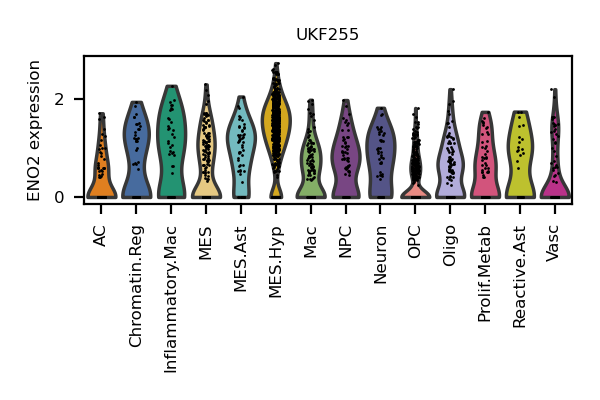 UKF255
ENO2 expression
2
0
AC
Chromatin.Reg
Inflammatory.Mac
MES
MES.Ast
MES.Hyp
Mac
NPC
Neuron
OPC
Oligo
Prolif.Metab
Reactive.Ast
Vasc